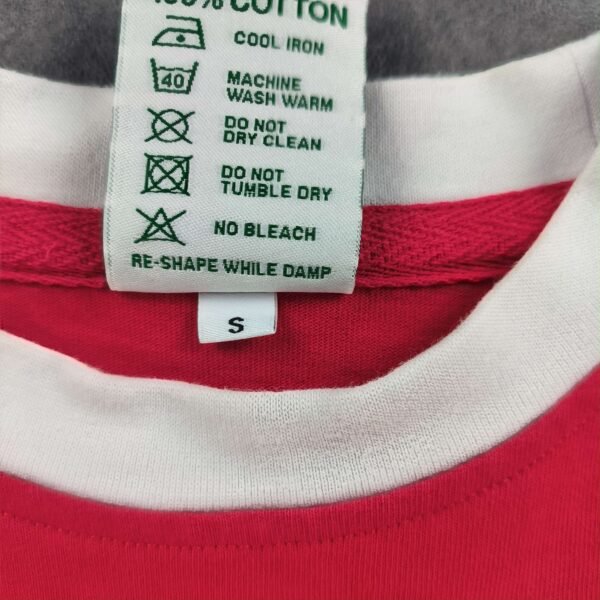 100% COTTON
COOL IRON
40
MACHINE
WASH WARM
DO NOT
DRY CLEAN
DO NOT
TUMBLE DRY
NO BLEACH
RE-SHAPE WHILE DAMP
S